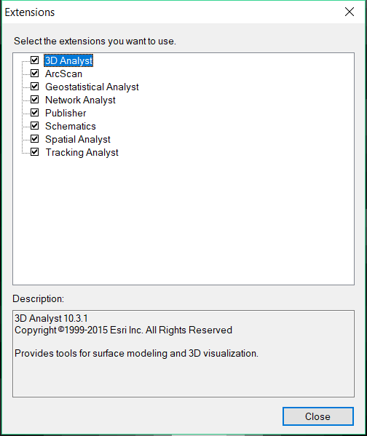 Extensions
Select the extensions you want to use.
3D Analyst
ArcScan
Geostatistical Analyst
Network Analyst
Publisher
Schematics
Spatial Analyst
Tracking Analyst
Description:
3D Analyst 10.3.1
Copyright ©1999-2015 Esri Inc. All Rights Reserved
Provides tools for surface modeling and 3D visualization.
Close